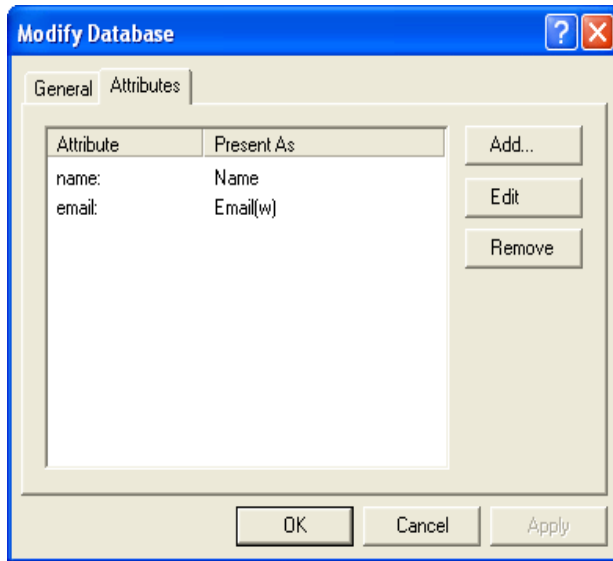 Modify Database
General Attributes
Attribute Present As Add...
name: Name
email: Email(w) Edit
Remove
OK Cancel Apply